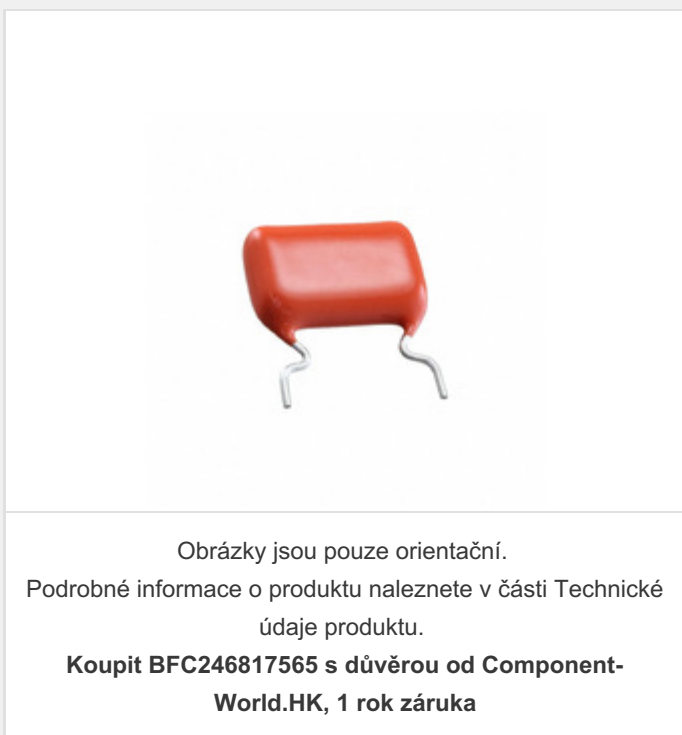 Obrázky jsou pouze orientační.
Podrobné informace o produktu naleznete v části Technické
údaje produktu.
Koupit BFC246817565 s důvěrou od Component-
World.HK, 1 rok záruka